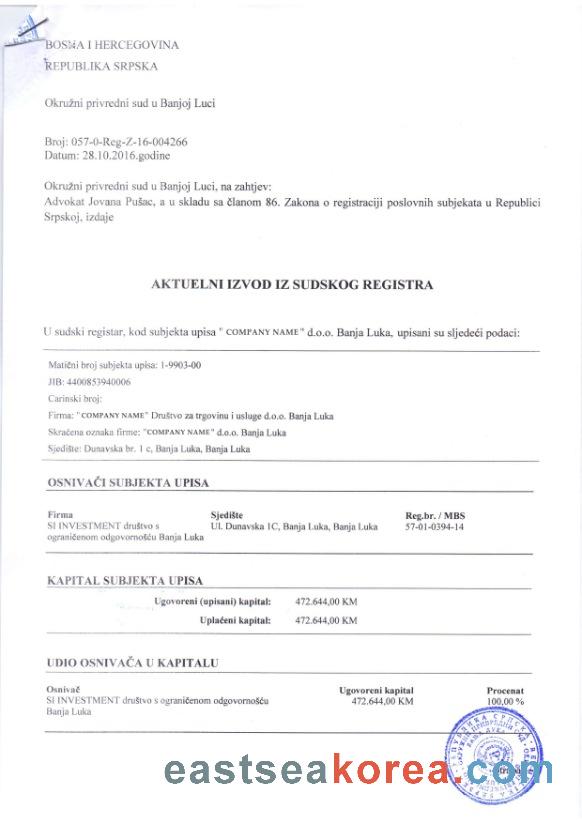 BOSNA I HERCEGOVINA
REPUBLIKA SRPSKA
Okružni privredni sud u Banjoj Luci
Broj: 057-0-Reg-Z-16-004266
Datum: 28.10.2016.godine
Okružni privredni sud u Banjoj Luci, na zahtjev:
Advokat Jovana Pušac, a u skladu sa članom 86. Zakona o registraciji poslovnih subjekata u Republici
Srpskoj, izdaje
AKTUELNI IZVOD IZ SUDSKOG REGISTRA
U sudski registar, kod subjekta upisa " COMPANY NAME " d.o.o. Banja Luka, upisani su sljedeći podaci:
Matični broj subjekta upisa: 1-9903-00
JIB: 4400853940006
Carinski broj:
Firma: "COMPANY NAME" Društvo za trgovinu i usluge d.o.o. Banja Luka
Skraćena oznaka firme: "COMPANY NAME" d.o.o. Banja Luka
Sjedište: Dunavska br. 1 c, Banja Luka, Banja Luka
OSNIVAČI SUBJEKTA UPISA
Firma Sjedište Reg.br. / MBS
SI INVESTMENT društvo s Ul. Dunavska 1C, Banja Luka, Banja Luka 57-01-0394-14
ograničenom odgovornošću Banja Luka
KAPITAL SUBJEKTA UPISA
Ugovoreni (upisani) kapital: 472.644,00 KM
Uplaćeni kapital: 472.644,00 KM
UDIO OSNIVAČA U KAPITALU
Osnivač Ugovoreni kapital Procenat
SI INVESTMENT društvo s ograničenom odgovornošću 472.644,00 KM 100,00 %
Banja Luka
eastseakorea.com